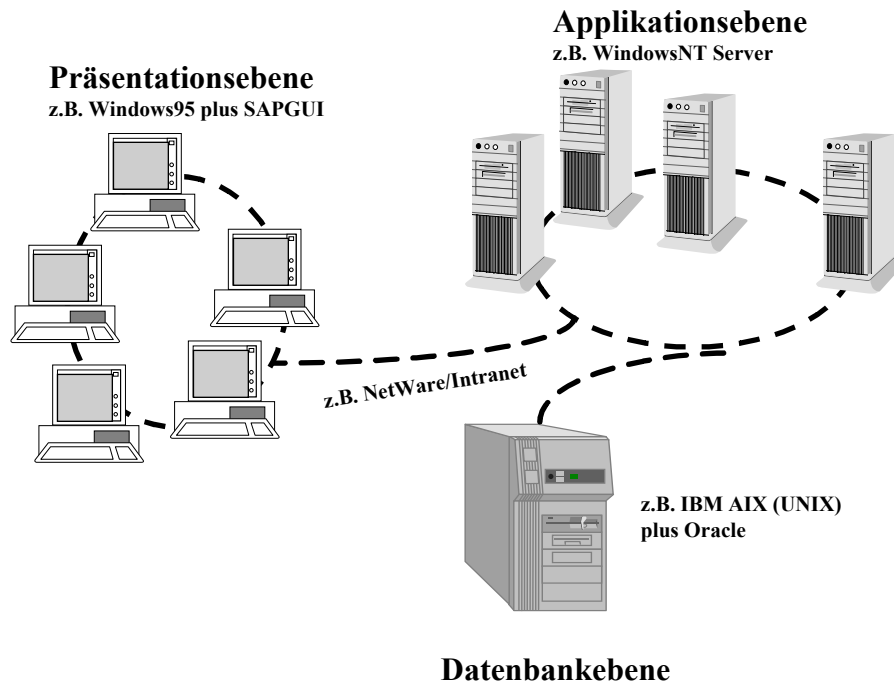 Applikationsebene
z.B. WindowsNT Server
Präsentationsebene
z.B. Windows95 plus SAPGUI
z.B. NetWare/Intranet
z.B. IBM AIX (UNIX)
plus Oracle
Datenbankebene